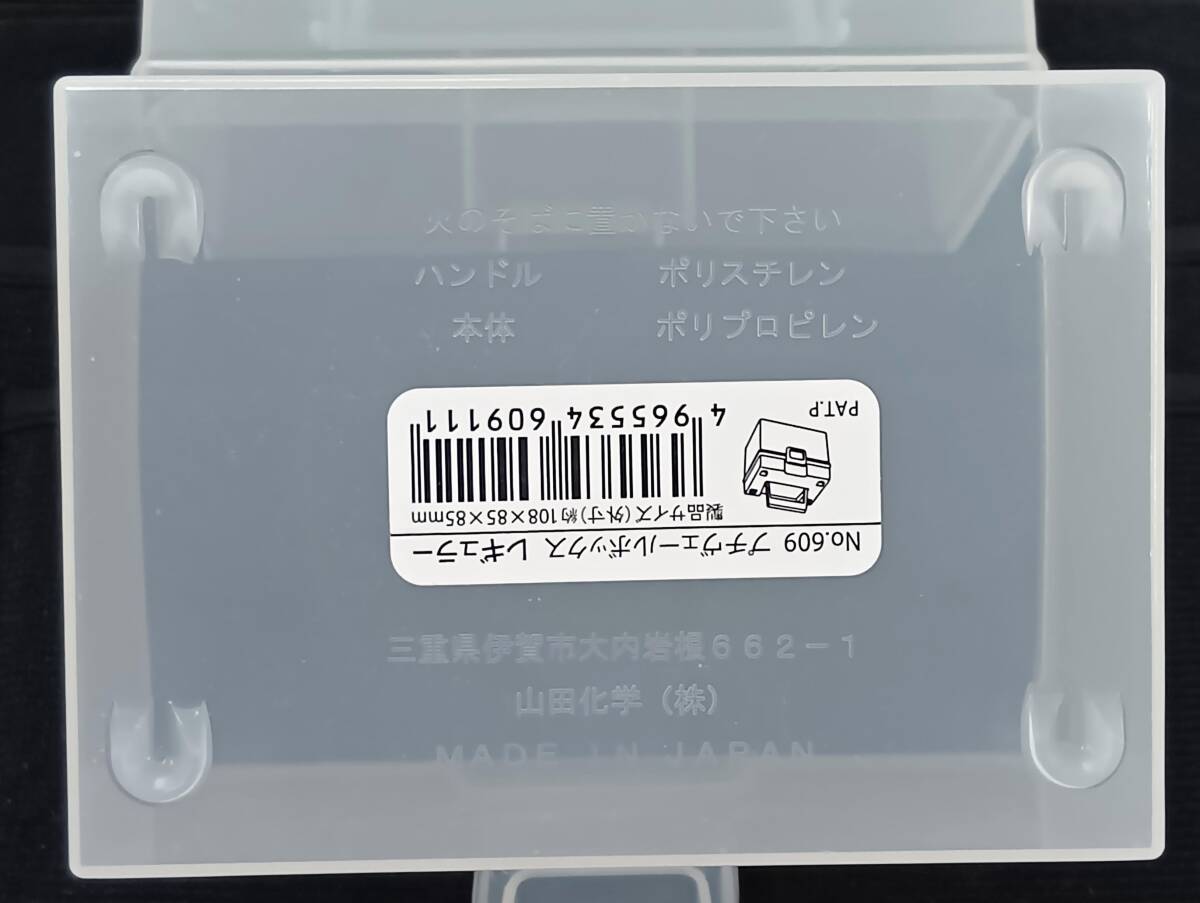 火のそばに置かないで下さい
ハンドル ポリスチレン
本体 ポリプロピレン
No.609 プチヴェールボックス レギュラー
製品サイズ(外寸)約108×85×85mm
4 965534 609111
PAT.P
三重県伊賀市大内岩根662-1
山田化学(株)
MADE IN JAPAN